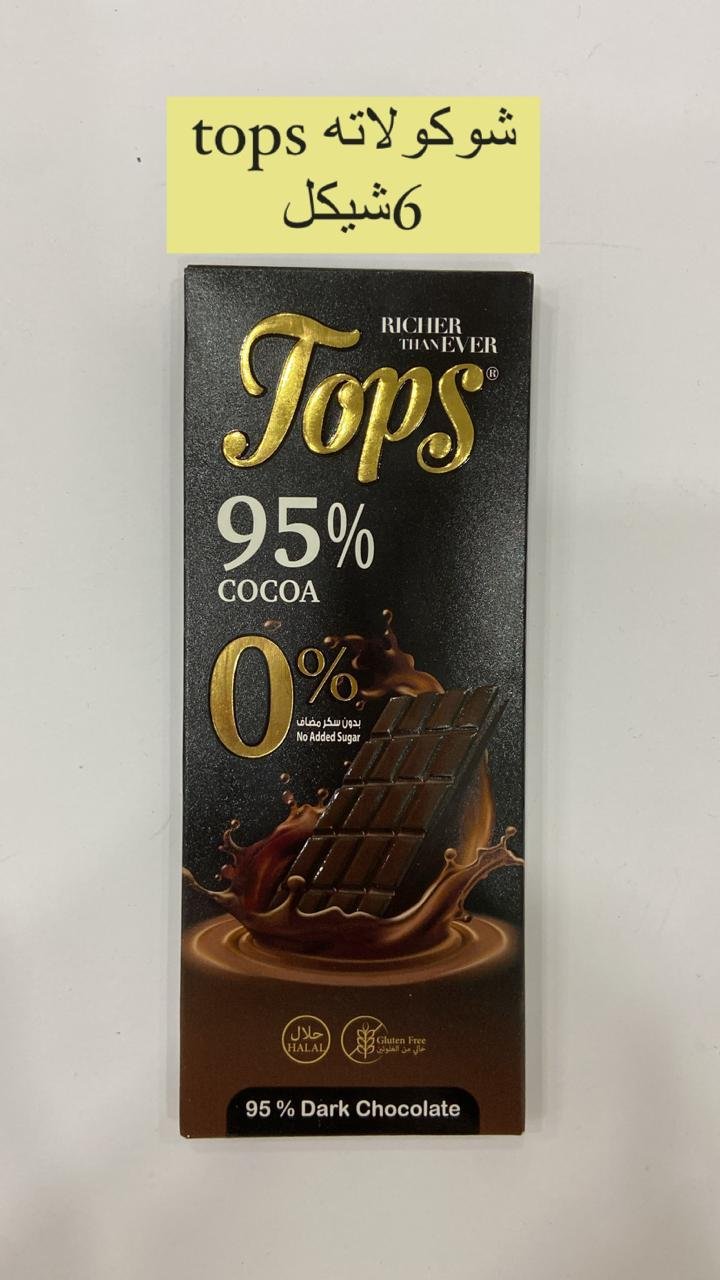 شوكولاته tops
6شيكل
RICHER
THAN EVER
Tops®
95%
COCOA
0%
بدون سكر مضاف
No Added Sugar
حلال
HALAL
Gluten Free
خالي من الغلوتين
95 % Dark Chocolate